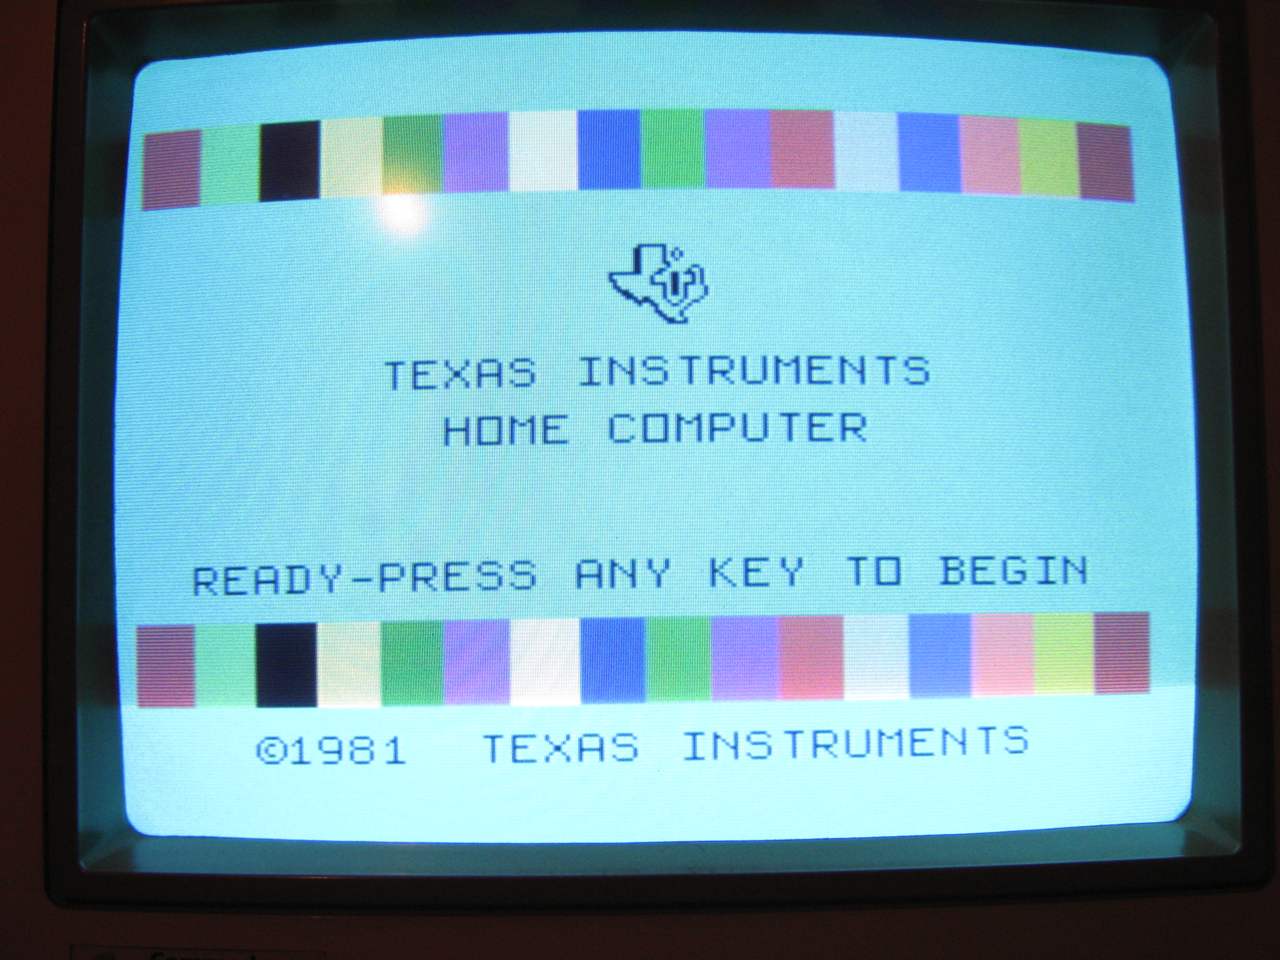 TEXAS INSTRUMENTS
HOME COMPUTER
READY-PRESS ANY KEY TO BEGIN
©1981 TEXAS INSTRUMENTS